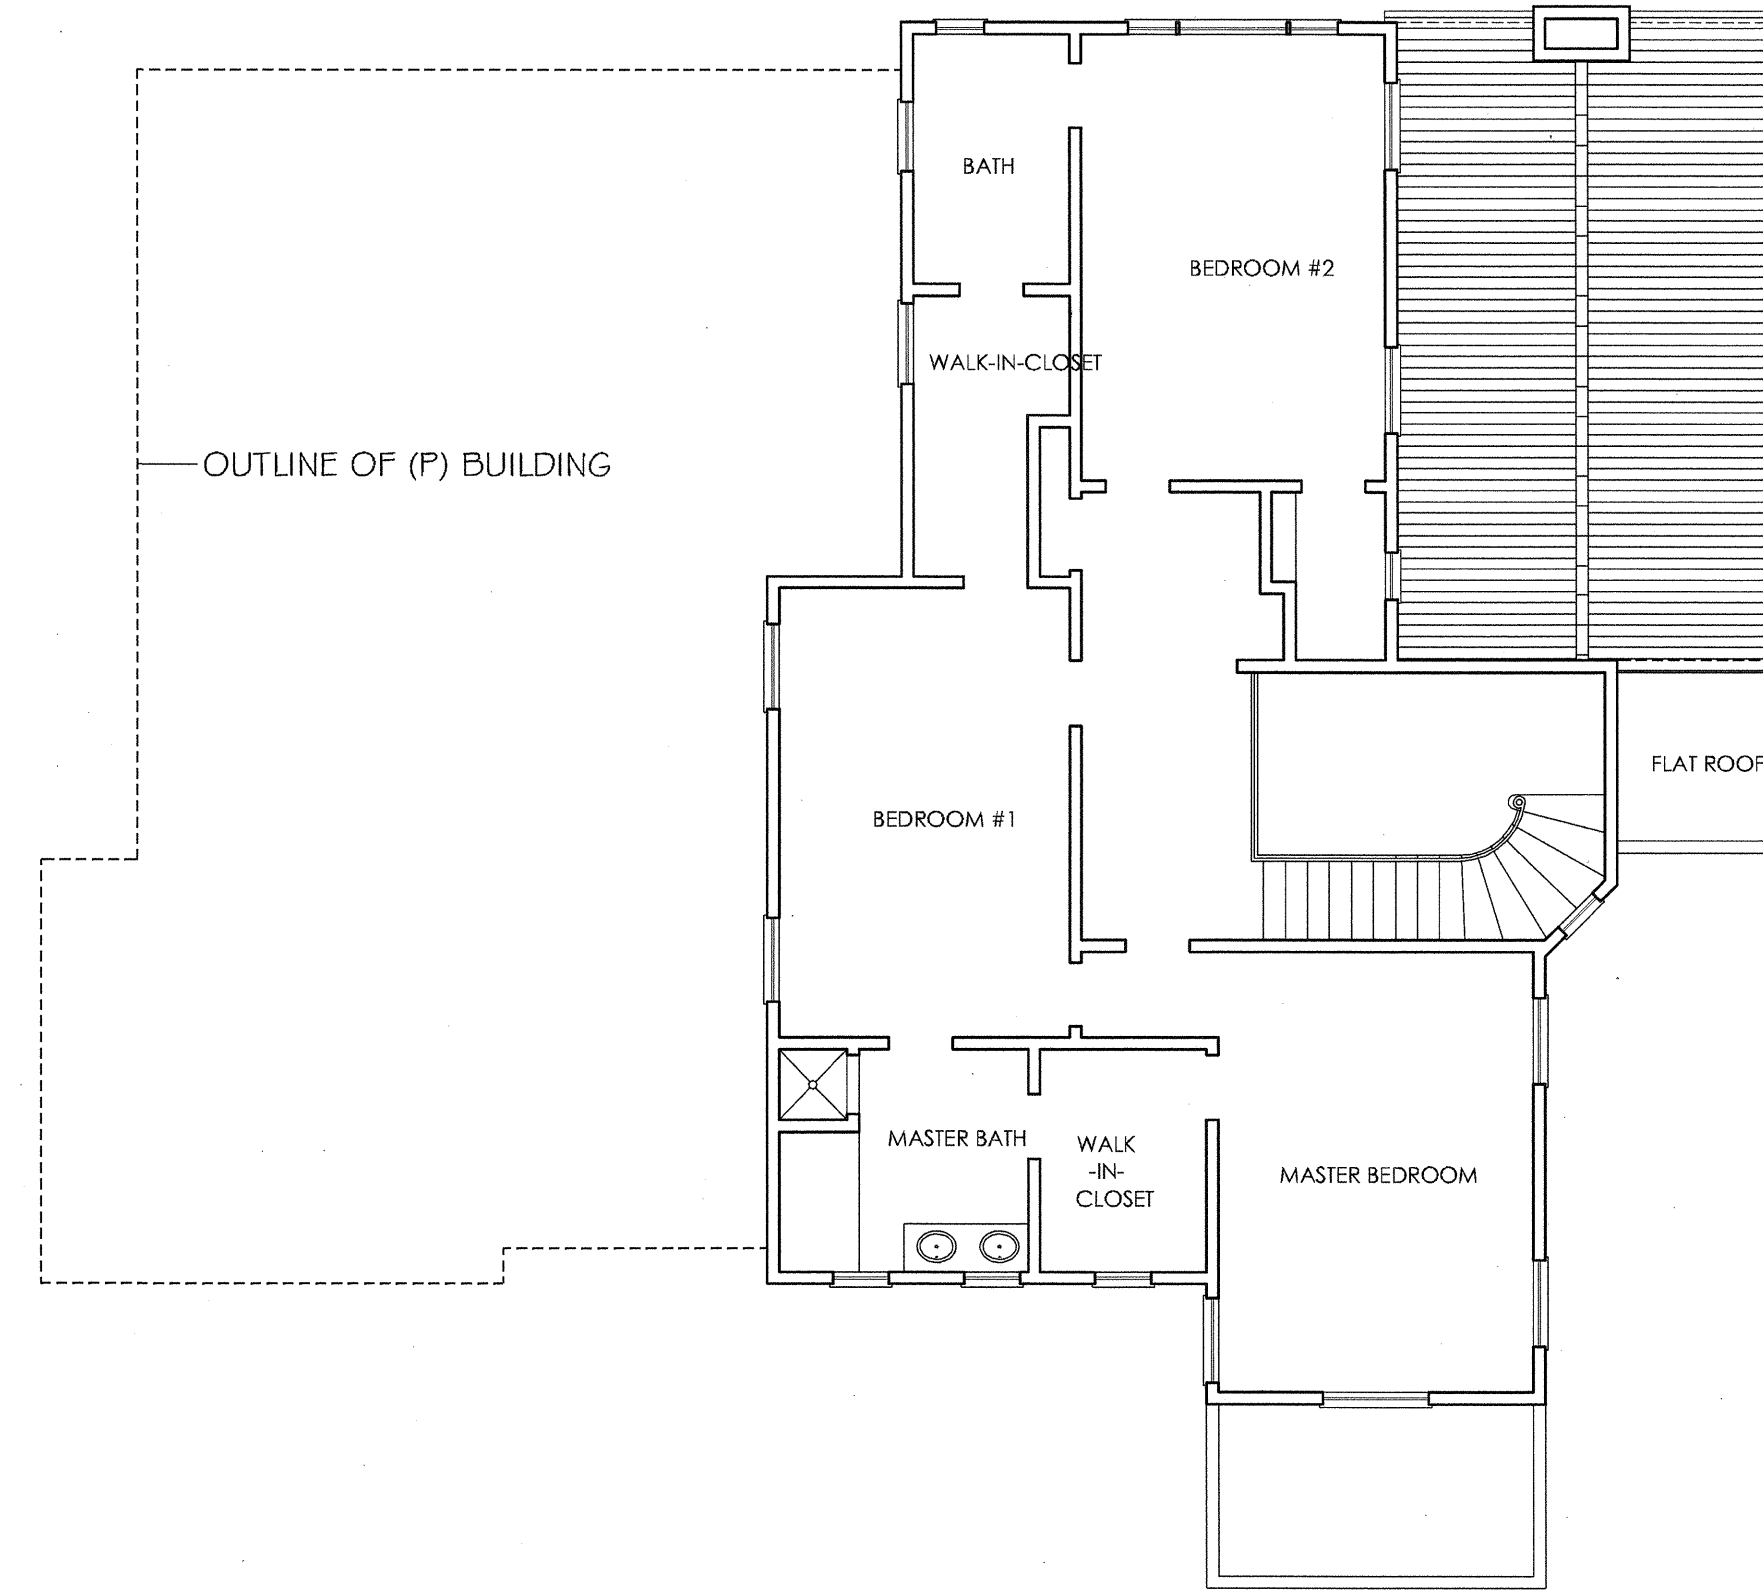 BATH
BEDROOM #2
WALK-IN-CLOSET
OUTLINE OF (P) BUILDING
FLAT ROOF
BEDROOM #1
MASTER BATH
WALK
-IN-
CLOSET
MASTER BEDROOM